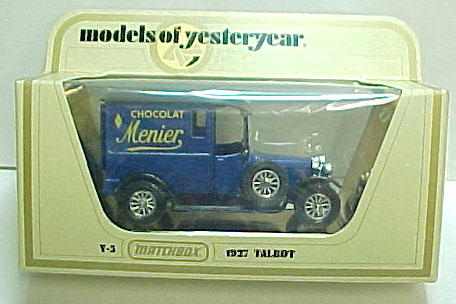 models of yesteryear
CHOCOLAT
Menier
Y-5 MATCHBOX 1927 TALBOT